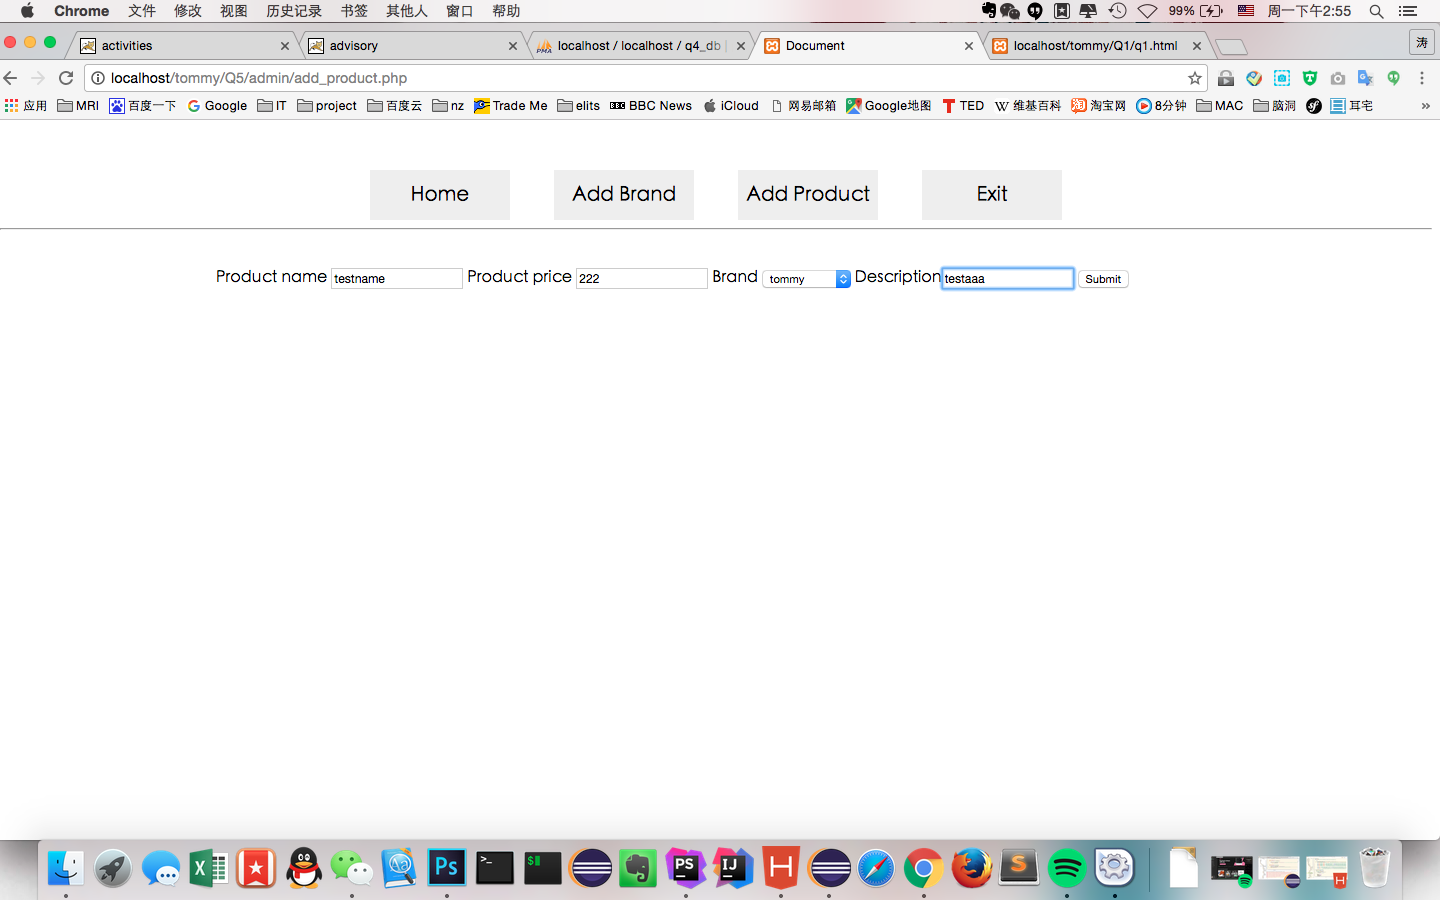 Chrome 文件 修改 视图 历史记录 书签 其他人 窗口 帮助 99% 周一下午2:55
activities advisory localhost / localhost / q4_db Document localhost/tommy/Q1/q1.html 涛
localhost/tommy/Q5/admin/add_product.php
应用 MRI 百度一下 Google IT project 百度云 nz Trade Me elits BBC News iCloud 网易邮箱 Google地图 TED 维基百科 淘宝网 8分钟 MAC 脑洞 耳宅 »
Home Add Brand Add Product Exit
Product name testname Product price 222 Brand tommy Description testaaa Submit